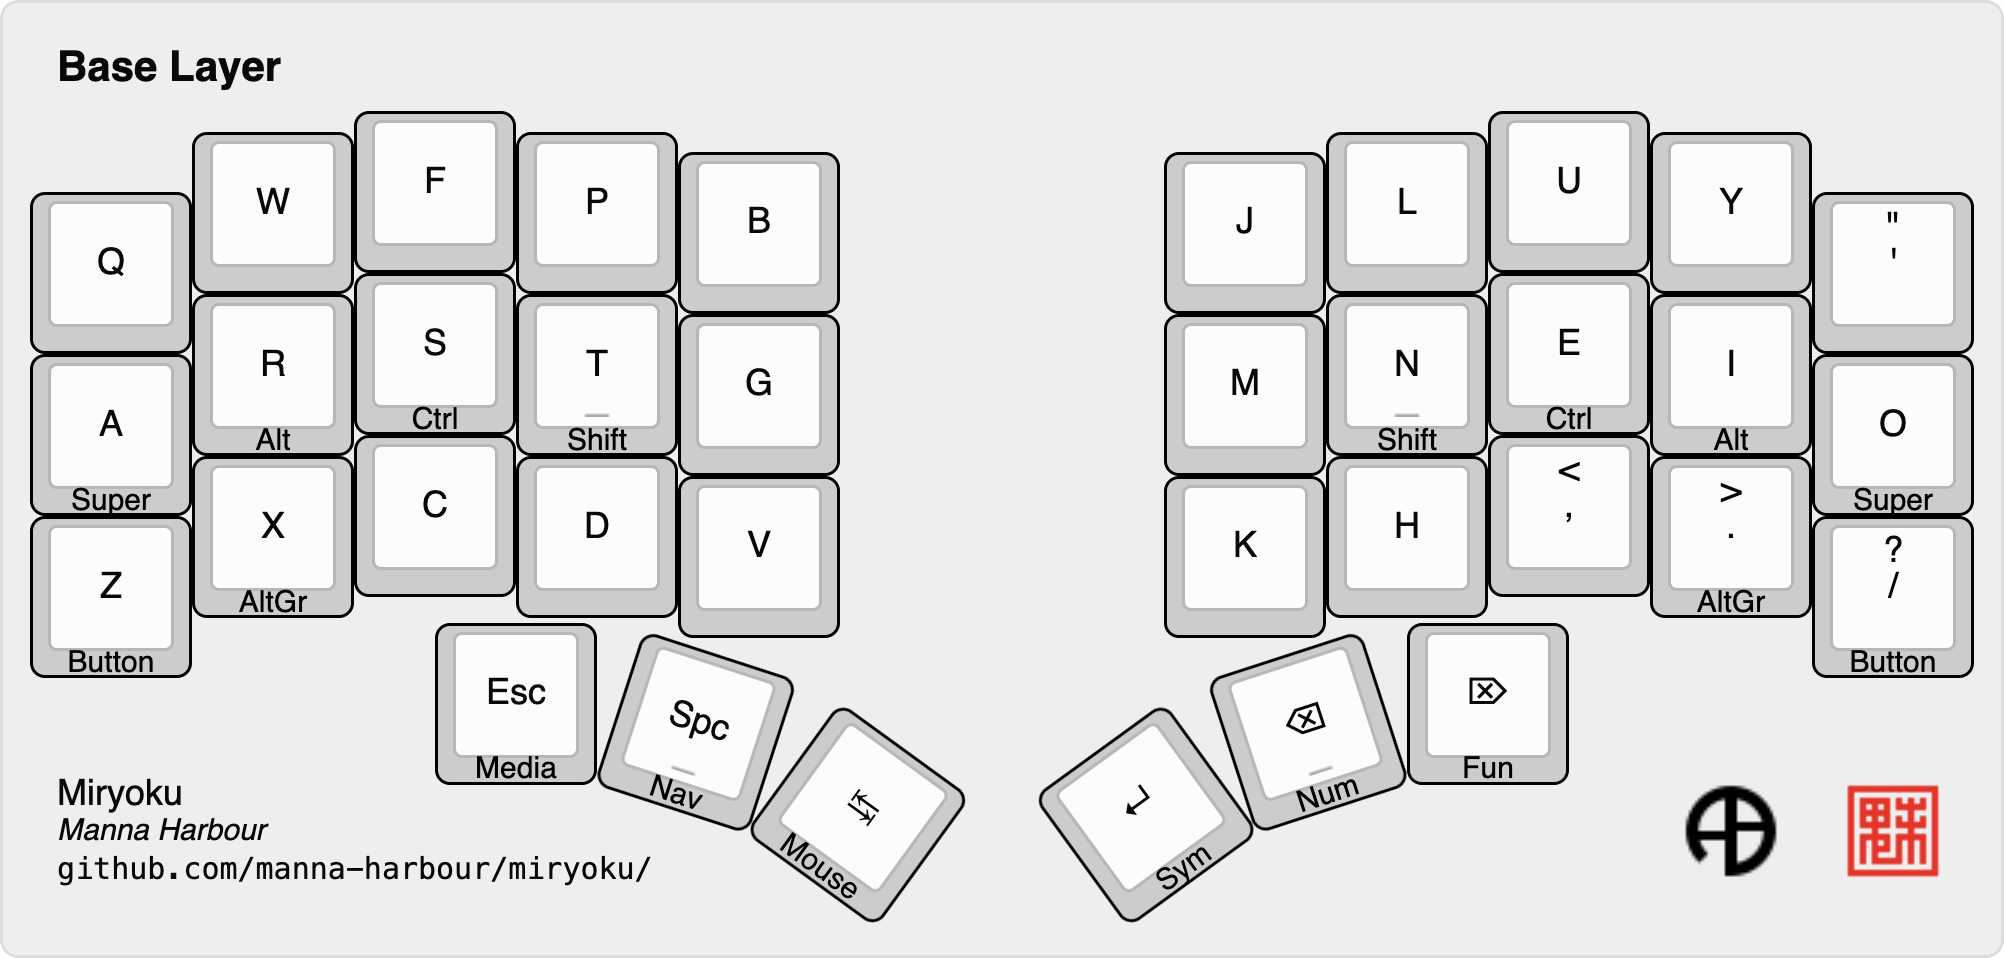 Base Layer
Q W F P B J L U Y " '
A Super R Alt S Ctrl T Shift G M N Shift E Ctrl I Alt O Super
Z Button X AltGr C D V K H < , > . AltGr ? / Button
Esc Media Spc Nav ↹ Mouse ↵ Sym ⌫ Num ⌦ Fun
Miryoku
Manna Harbour
github.com/manna-harbour/miryoku/
魅